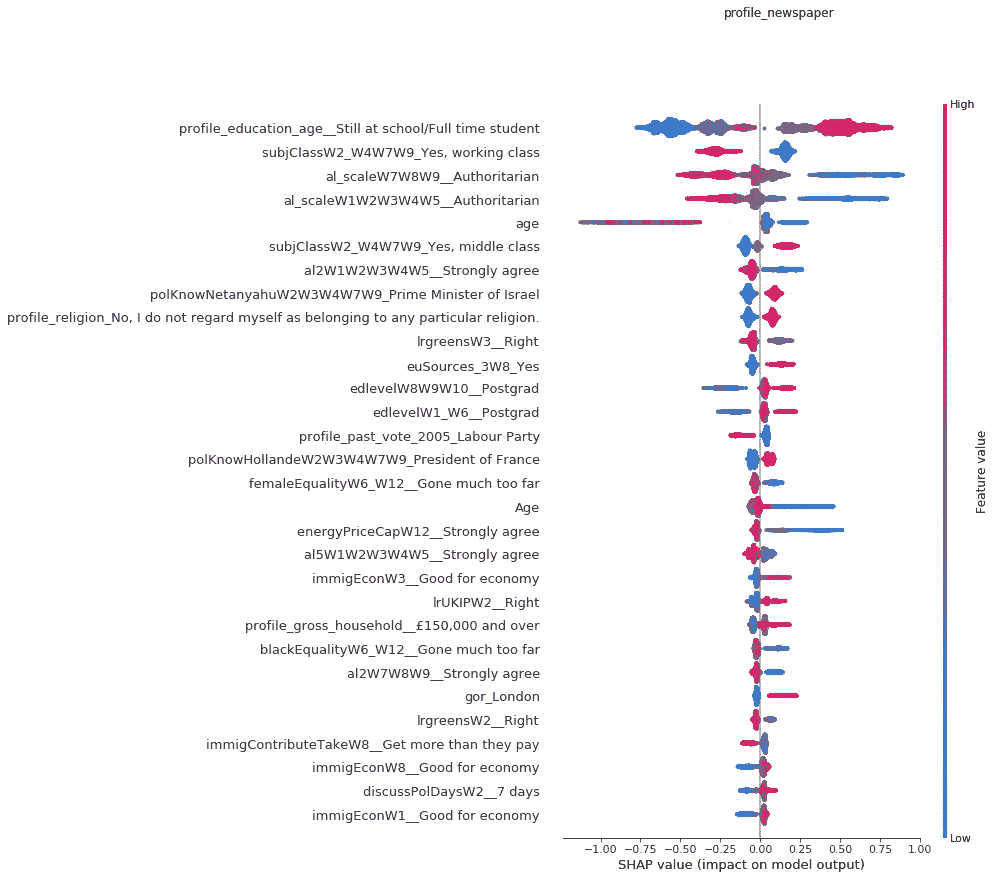 profile_newspaper
High
profile_education_age__Still at school/Full time student
subjClassW2_W4W7W9_Yes, working class
al_scaleW7W8W9__Authoritarian
al_scaleW1W2W3W4W5__Authoritarian
age
subjClassW2_W4W7W9_Yes, middle class
al2W1W2W3W4W5__Strongly agree
polKnowNetanyahuW2W3W4W7W9_Prime Minister of Israel
profile_religion_No, I do not regard myself as belonging to any particular religion.
lrgreensW3__Right
euSources_3W8_Yes
edlevelW8W9W10__Postgrad
edlevelW1_W6__Postgrad
profile_past_vote_2005_Labour Party
polKnowHollandeW2W3W4W7W9_President of France
femaleEqualityW6_W12__Gone much too far
Age
energyPriceCapW12__Strongly agree
al5W1W2W3W4W5__Strongly agree
immigEconW3__Good for economy
lrUKIPW2__Right
profile_gross_household__£150,000 and over
blackEqualityW6_W12__Gone much too far
al2W7W8W9__Strongly agree
gor_London
lrgreensW2__Right
immigContributeTakeW8__Get more than they pay
immigEconW8__Good for economy
discussPolDaysW2__7 days
immigEconW1__Good for economy
Feature value
Low
−1.00 −0.75 −0.50 −0.25 0.00 0.25 0.50 0.75 1.00
SHAP value (impact on model output)